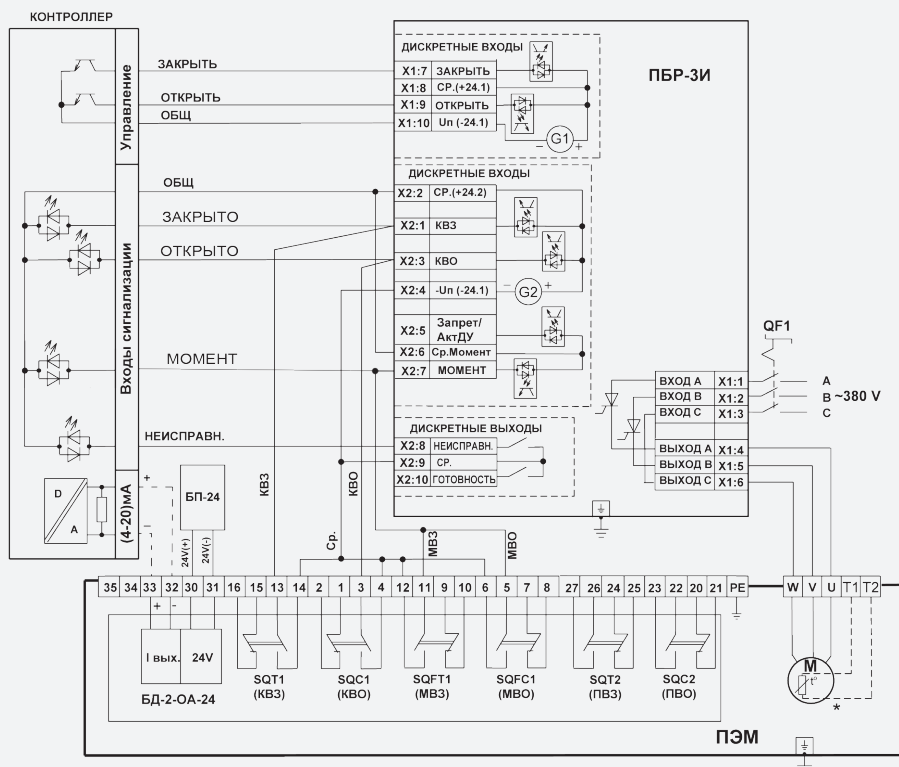 КОНТРОЛЛЕР
Управление
Входы сигнализации
(4-20)мА
ЗАКРЫТЬ
ОТКРЫТЬ
ОБЩ
ОБЩ
ЗАКРЫТО
ОТКРЫТО
МОМЕНТ
НЕИСПРАВН.
D
A
+
−
БП-24
24V(+)
24V(-)
КВЗ
КВО
Ср.
МВЗ
МВО
ПБР-3И
ДИСКРЕТНЫЕ ВХОДЫ
X1:7 ЗАКРЫТЬ
X1:8 СР.(+24.1)
X1:9 ОТКРЫТЬ
X1:10 Uп (-24.1)
− G1 +
ДИСКРЕТНЫЕ ВХОДЫ
X2:2 СР.(+24.2)
X2:1 КВЗ
X2:3 КВО
X2:4 -Uп (-24.1)
− G2 +
X2:5 Запрет/
АктДУ
X2:6 Ср.Момент
X2:7 МОМЕНТ
ДИСКРЕТНЫЕ ВЫХОДЫ
X2:8 НЕИСПРАВН.
X2:9 СР.
X2:10 ГОТОВНОСТЬ
ВХОД А X1:1
ВХОД В X1:2
ВХОД С X1:3
ВЫХОД А X1:4
ВЫХОД В X1:5
ВЫХОД С X1:6
QF1
A
B ~380 V
C
35 34 33 32 30 31 16 15 13 14 2 1 3 4 12 11 9 10 6 5 7 8 27 26 24 25 23 22 20 21 PE
W V U T1 T2
+ -
I вых. 24V
БД-2-ОА-24
SQT1
(КВЗ)
SQC1
(КВО)
SQFT1
(МВЗ)
SQFC1
(МВО)
SQT2
(ПВЗ)
SQC2
(ПВО)
M
t°
*
ПЭМ